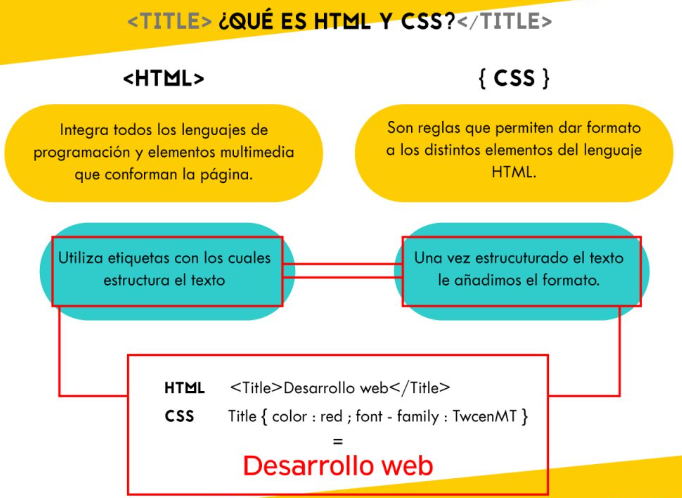 <TITLE> ¿QUÉ ES HTML Y CSS?</TITLE>
<HTML>
Integra todos los lenguajes de
programación y elementos multimedia
que conforman la página.
{ CSS }
Son reglas que permiten dar formato
a los distintos elementos del lenguaje
HTML.
Utiliza etiquetas con los cuales
estructura el texto
Una vez estrucuturado el texto
le añadimos el formato.
HTML <Title>Desarrollo web</Title>
CSS Title { color : red ; font - family : TwcenMT }
=
Desarrollo web